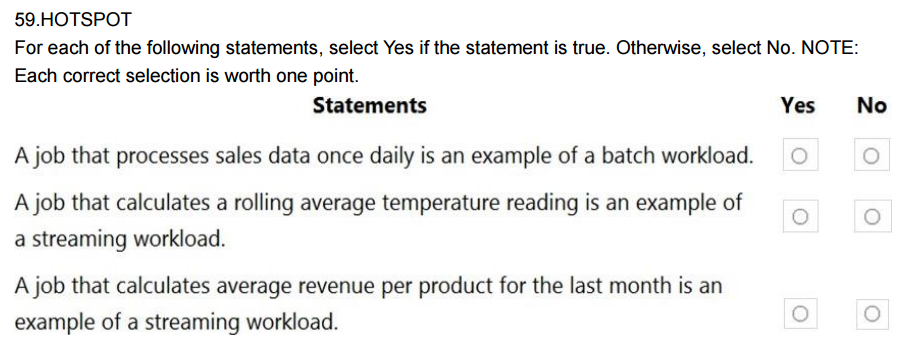 59.HOTSPOT
For each of the following statements, select Yes if the statement is true. Otherwise, select No. NOTE:
Each correct selection is worth one point.
Statements Yes No
A job that processes sales data once daily is an example of a batch workload.
A job that calculates a rolling average temperature reading is an example of
a streaming workload.
A job that calculates average revenue per product for the last month is an
example of a streaming workload.